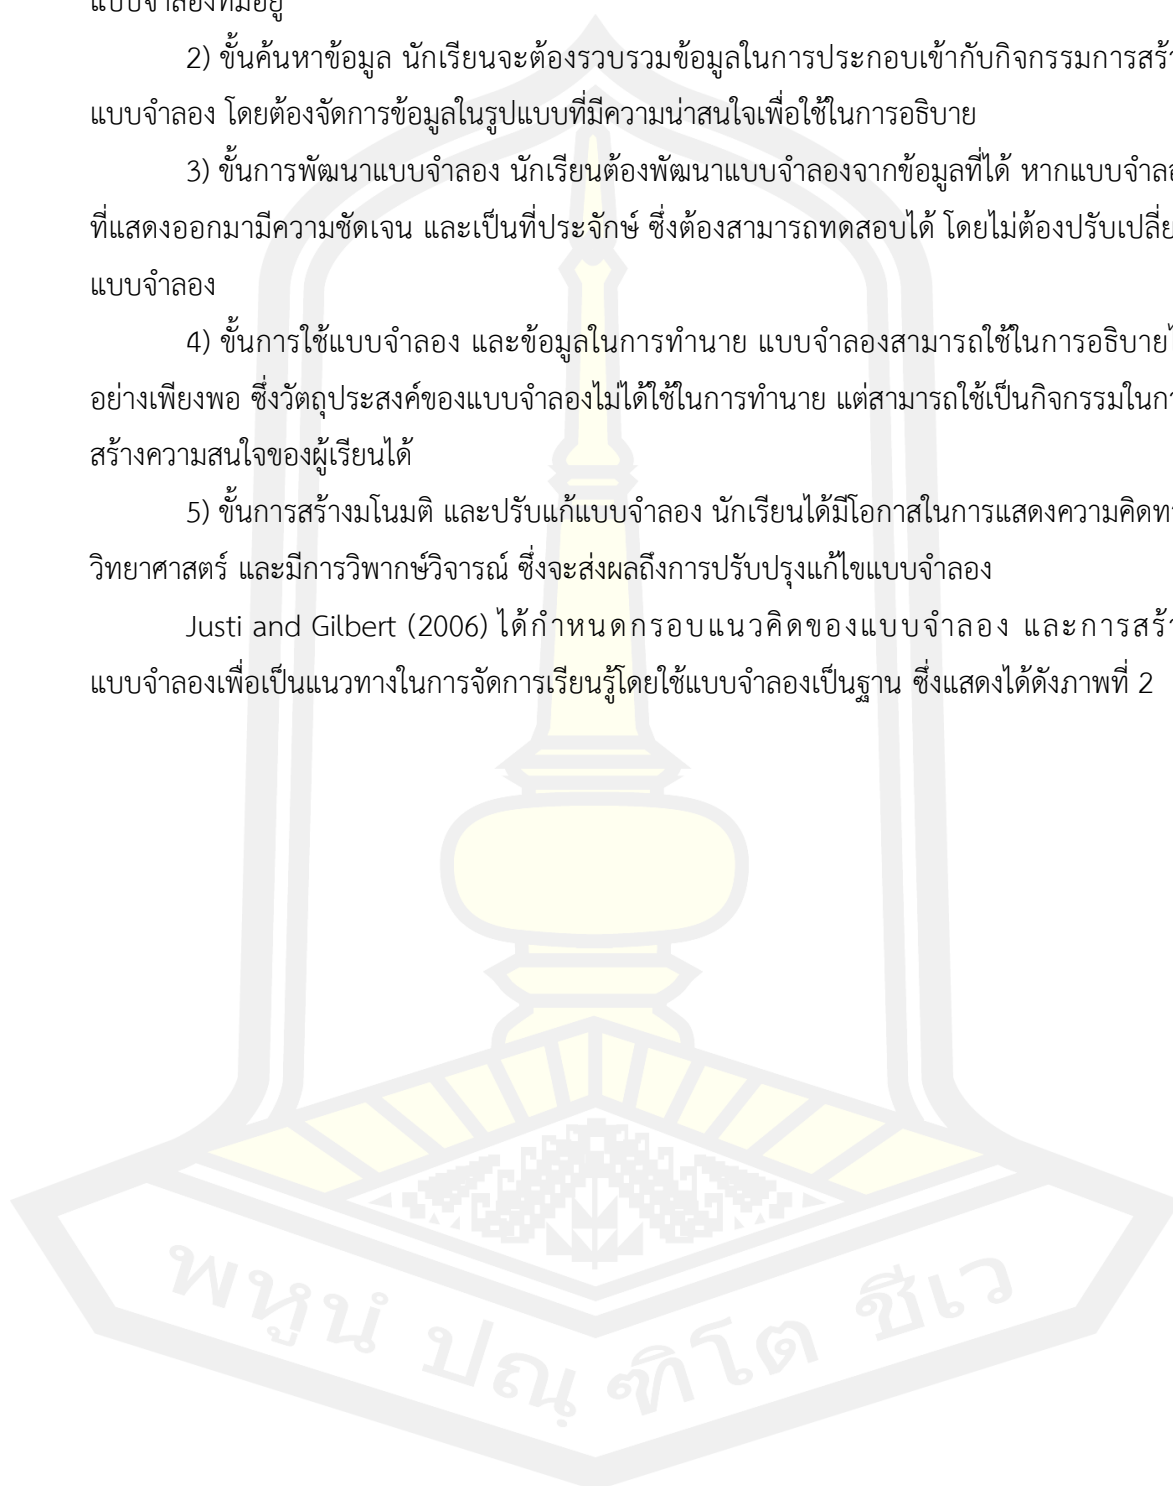 แบบจำลองที่มีอยู่
2) ขั้นค้นหาข้อมูล นักเรียนจะต้องรวบรวมข้อมูลในการประกอบเข้ากับกิจกรรมการสร้า
แบบจำลอง โดยต้องจัดการข้อมูลในรูปแบบที่มีความน่าสนใจเพื่อใช้ในการอธิบาย
3) ขั้นการพัฒนาแบบจำลอง นักเรียนต้องพัฒนาแบบจำลองจากข้อมูลที่ได้ หากแบบจำล
ที่แสดงออกมามีความชัดเจน และเป็นที่ประจักษ์ ซึ่งต้องสามารถทดสอบได้ โดยไม่ต้องปรับเปลี่ย
แบบจำลอง
4) ขั้นการใช้แบบจำลอง และข้อมูลในการทำนาย แบบจำลองสามารถใช้ในการอธิบาย
อย่างเพียงพอ ซึ่งวัตถุประสงค์ของแบบจำลองไม่ได้ใช้ในการทำนาย แต่สามารถใช้เป็นกิจกรรมในกา
สร้างความสนใจของผู้เรียนได้
5) ขั้นการสร้างมโนมติ และปรับแก้แบบจำลอง นักเรียนได้มีโอกาสในการแสดงความคิดทา
วิทยาศาสตร์ และมีการวิพากษ์วิจารณ์ ซึ่งจะส่งผลถึงการปรับปรุงแก้ไขแบบจำลอง
Justi and Gilbert (2006) ได้กำหนดกรอบแนวคิดของแบบจำลอง และการสร้า
แบบจำลองเพื่อเป็นแนวทางในการจัดการเรียนรู้โดยใช้แบบจำลองเป็นฐาน ซึ่งแสดงได้ดังภาพที่ 2
พหูนํ ปณฺฑิโต ชีเว